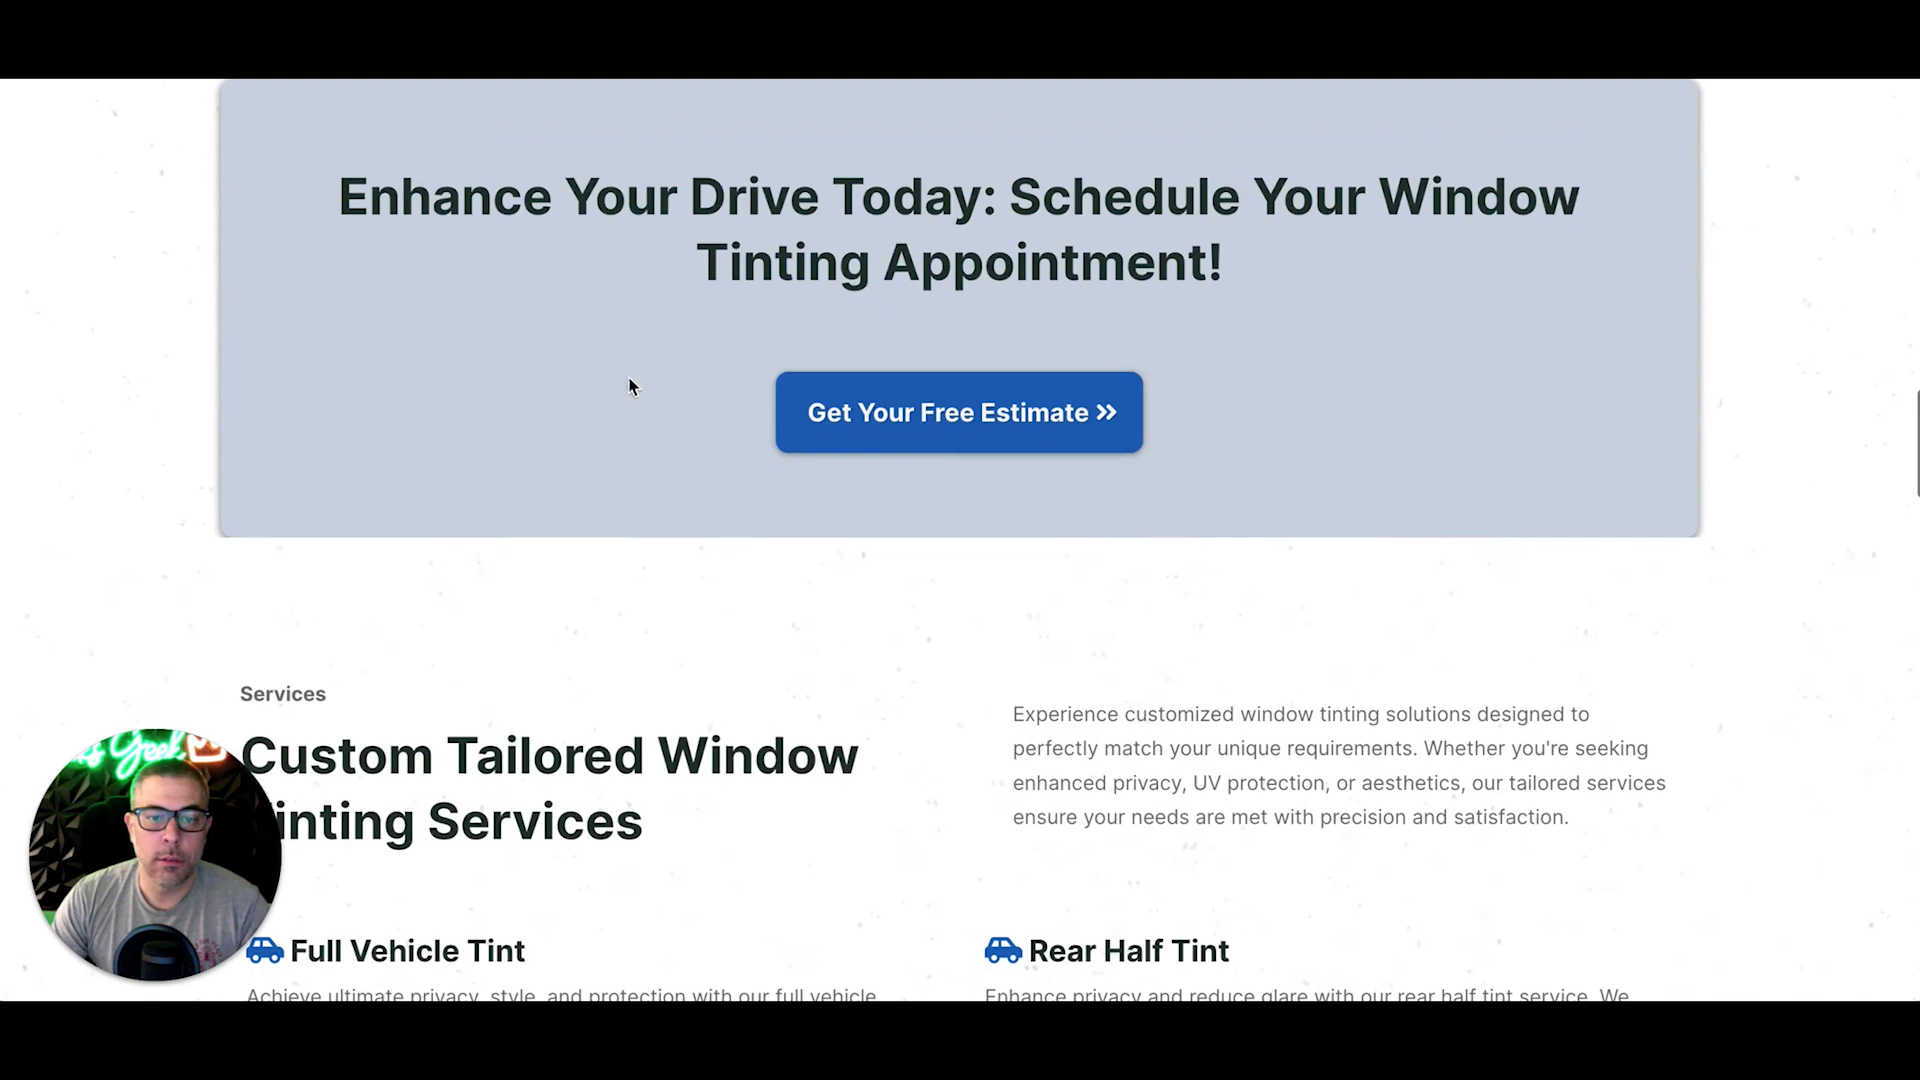 Enhance Your Drive Today: Schedule Your Window
Tinting Appointment!
Get Your Free Estimate
Services
Custom Tailored Window
inting Services
Experience customized window tinting solutions designed to
perfectly match your unique requirements. Whether you're seeking
enhanced privacy, UV protection, or aesthetics, our tailored services
ensure your needs are met with precision and satisfaction.
Geek
Full Vehicle Tint
Achieve ultimate privacy, style, and protection with our full vehicle
Rear Half Tint
Enhance privacy and reduce glare with our rear half tint service. We